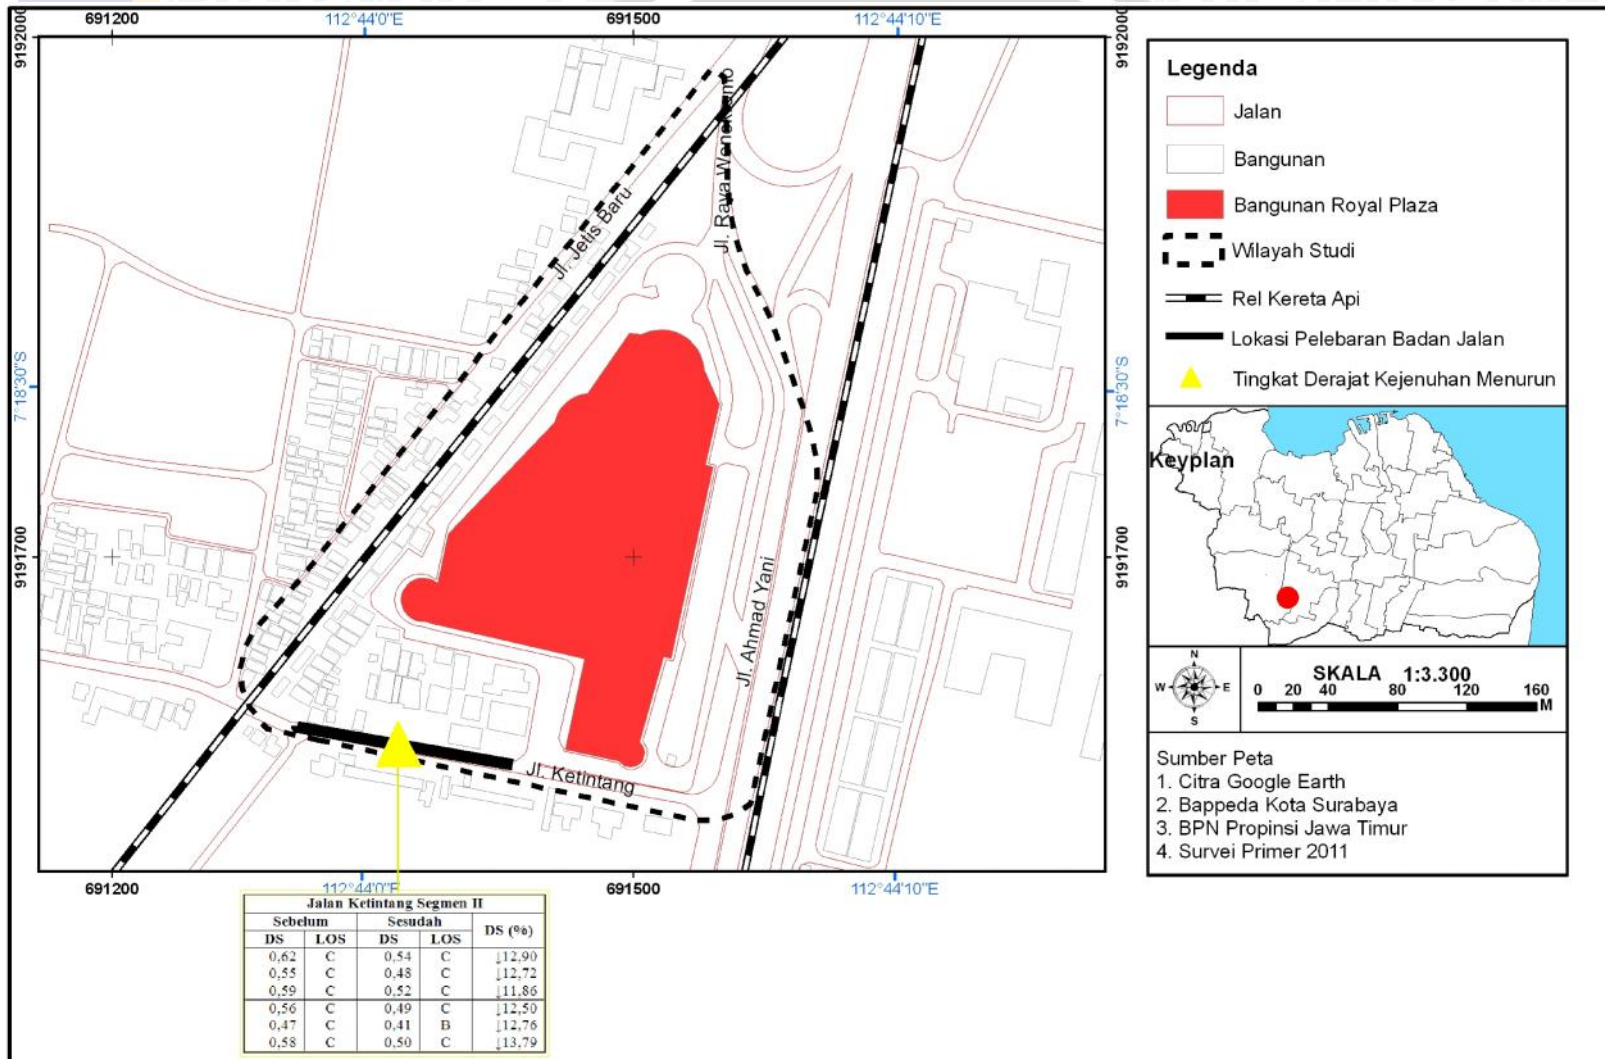 691200
112°44'0"E
691500
112°44'10"E
9192000
9192000
Jl. Raya Wonokromo
Jl. Jetis Baru
7°18'30"S
7°18'30"S
9191700
9191700
Jl. Ahmad Yani
Jl. Ketintang
691200
112°44'0"E
691500
112°44'10"E
Legenda
Jalan
Bangunan
Bangunan Royal Plaza
Wilayah Studi
Rel Kereta Api
Lokasi Pelebaran Badan Jalan
Tingkat Derajat Kejenuhan Menurun
Keyplan
N
W E
S
SKALA 1:3.300
0 20 40 80 120 160
M
Sumber Peta
1. Citra Google Earth
2. Bappeda Kota Surabaya
3. BPN Propinsi Jawa Timur
4. Survei Primer 2011
Jalan Ketintang Segmen II
Sebelum Sesudah DS (%)
DS LOS DS LOS
0,62 C 0,54 C ↓12,90
0,55 C 0,48 C ↓12,72
0,59 C 0,52 C ↓11,86
0,56 C 0,49 C ↓12,50
0,47 C 0,41 B ↓12,76
0,58 C 0,50 C ↓13,79